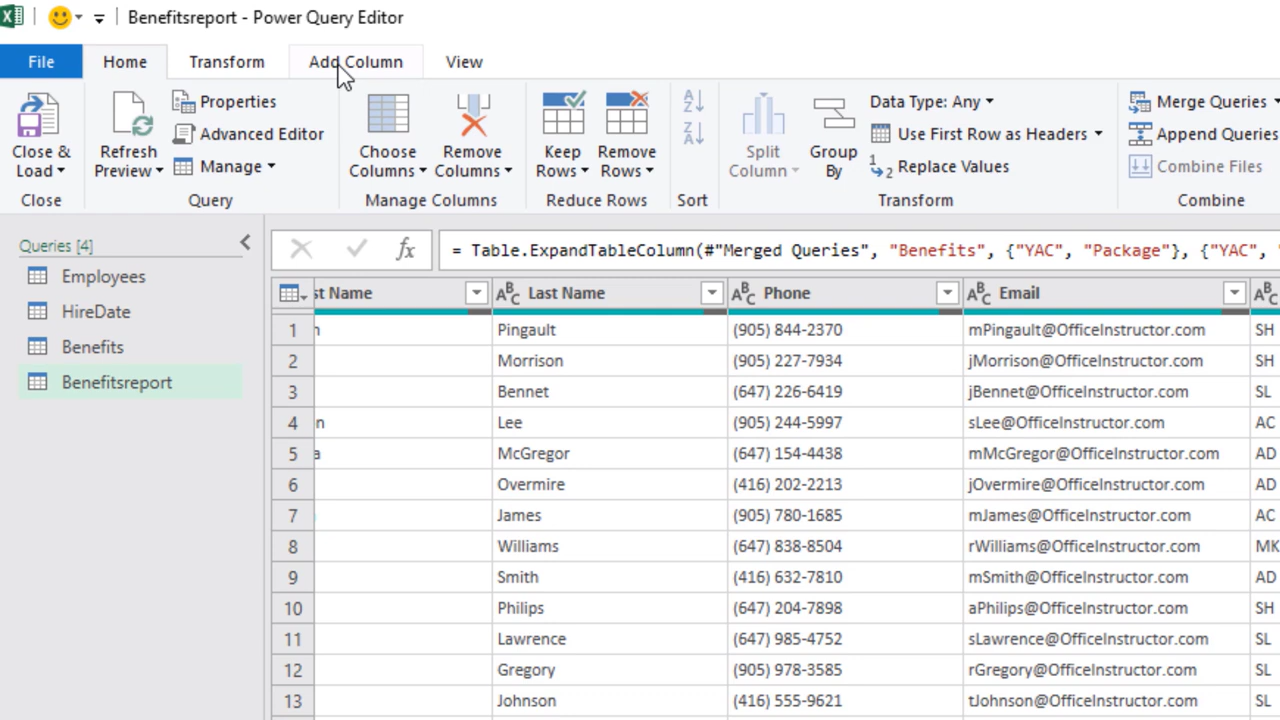 Benefitsreport - Power Query Editor
File Home Transform Add Column View
Close & Load
Refresh Preview
Properties
Advanced Editor
Manage
Choose Columns
Remove Columns
Keep Rows
Remove Rows
A Z
Z A
Split Column
Group By
Data Type: Any
Use First Row as Headers
1 2 Replace Values
Merge Queries
Append Queries
Combine Files
Close Query Manage Columns Reduce Rows Sort Transform Combine
Queries [4]
Employees
HireDate
Benefits
Benefitsreport
fx = Table.ExpandTableColumn(#"Merged Queries", "Benefits", {"YAC", "Package"}, {"YAC", "
st Name ABC Last Name ABC Phone ABC Email ABC
1 n Pingault (905) 844-2370 mPingault@OfficeInstructor.com SH
2 Morrison (905) 227-7934 jMorrison@OfficeInstructor.com SH
3 Bennet (647) 226-6419 jBennet@OfficeInstructor.com SL
4 n Lee (905) 244-5997 sLee@OfficeInstructor.com AC
5 a McGregor (647) 154-4438 mMcGregor@OfficeInstructor.com AD
6 Overmire (416) 202-2213 jOvermire@OfficeInstructor.com AD
7 James (905) 780-1685 mJames@OfficeInstructor.com AC
8 Williams (647) 838-8504 rWilliams@OfficeInstructor.com MK
9 Smith (416) 632-7810 mSmith@OfficeInstructor.com AD
10 Philips (647) 204-7898 aPhilips@OfficeInstructor.com SH
11 Lawrence (647) 985-4752 sLawrence@OfficeInstructor.com SL
12 Gregory (905) 978-3585 rGregory@OfficeInstructor.com SL
13 Johnson (416) 555-9621 tJohnson@OfficeInstructor.com SL